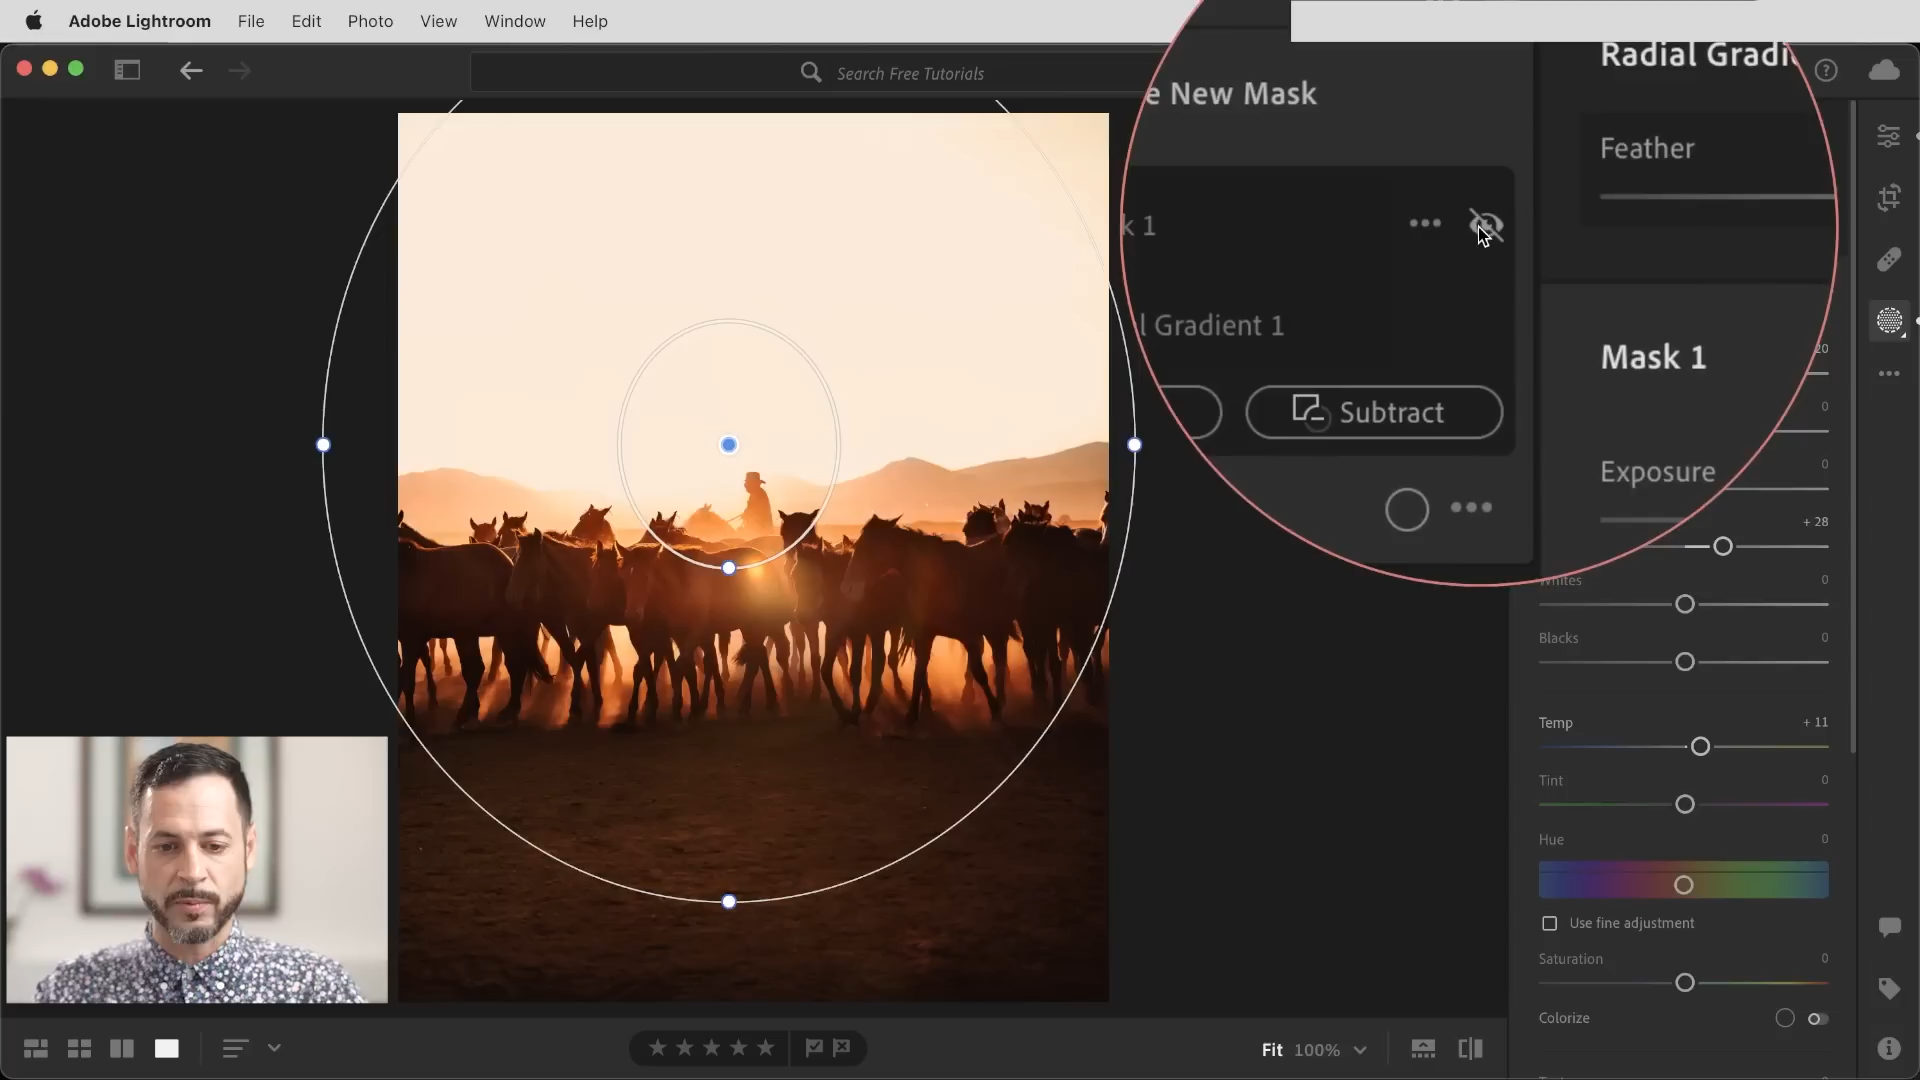 Adobe Lightroom File Edit Photo View Window Help
Search Free Tutorials
e New Mask
k 1
l Gradient 1
Subtract
Radial Gradi
Feather
Mask 1
20
0
0
Exposure
+ 28
Whites 0
Blacks 0
Temp + 11
Tint 0
Hue 0
Use fine adjustment
Saturation 0
Colorize
Fit 100%